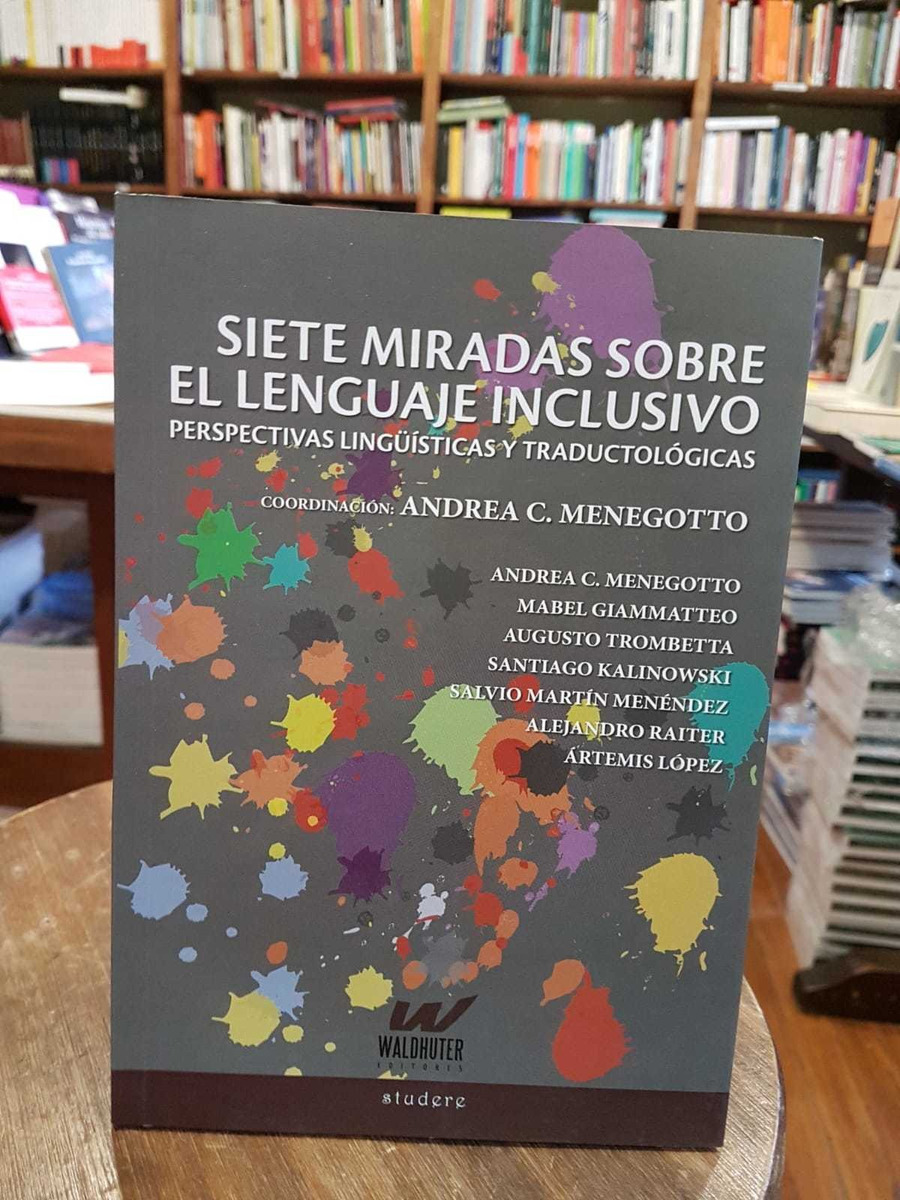 SIETE MIRADAS SOBRE
EL LENGUAJE INCLUSIVO
PERSPECTIVAS LINGÜÍSTICAS Y TRADUCTOLÓGICAS
COORDINACIÓN: ANDREA C. MENEGOTTO
ANDREA C. MENEGOTTO
MABEL GIAMMATTEO
AUGUSTO TROMBETTA
SANTIAGO KALINOWSKI
SALVIO MARTÍN MENÉNDEZ
ALEJANDRO RAITER
ÁRTEMIS LÓPEZ
WALDHUTER
EDITORES
studere